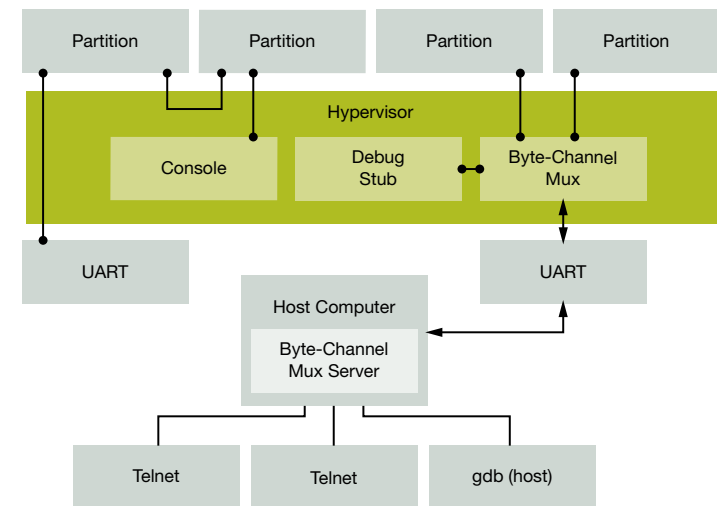 Partition
Partition
Partition
Partition
Hypervisor
Console
Debug
Stub
Byte-Channel
Mux
UART
UART
Host Computer
Byte-Channel
Mux Server
Telnet
Telnet
gdb (host)